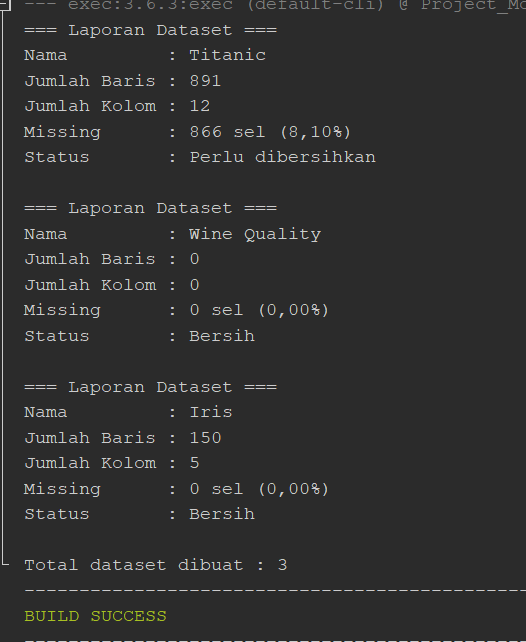 --- exec:3.6.3:exec (default-cli) @ Project_Mo
=== Laporan Dataset ===
Nama : Titanic
Jumlah Baris : 891
Jumlah Kolom : 12
Missing : 866 sel (8,10%)
Status : Perlu dibersihkan
=== Laporan Dataset ===
Nama : Wine Quality
Jumlah Baris : 0
Jumlah Kolom : 0
Missing : 0 sel (0,00%)
Status : Bersih
=== Laporan Dataset ===
Nama : Iris
Jumlah Baris : 150
Jumlah Kolom : 5
Missing : 0 sel (0,00%)
Status : Bersih
Total dataset dibuat : 3
------------------------------------------------
BUILD SUCCESS
------------------------------------------------